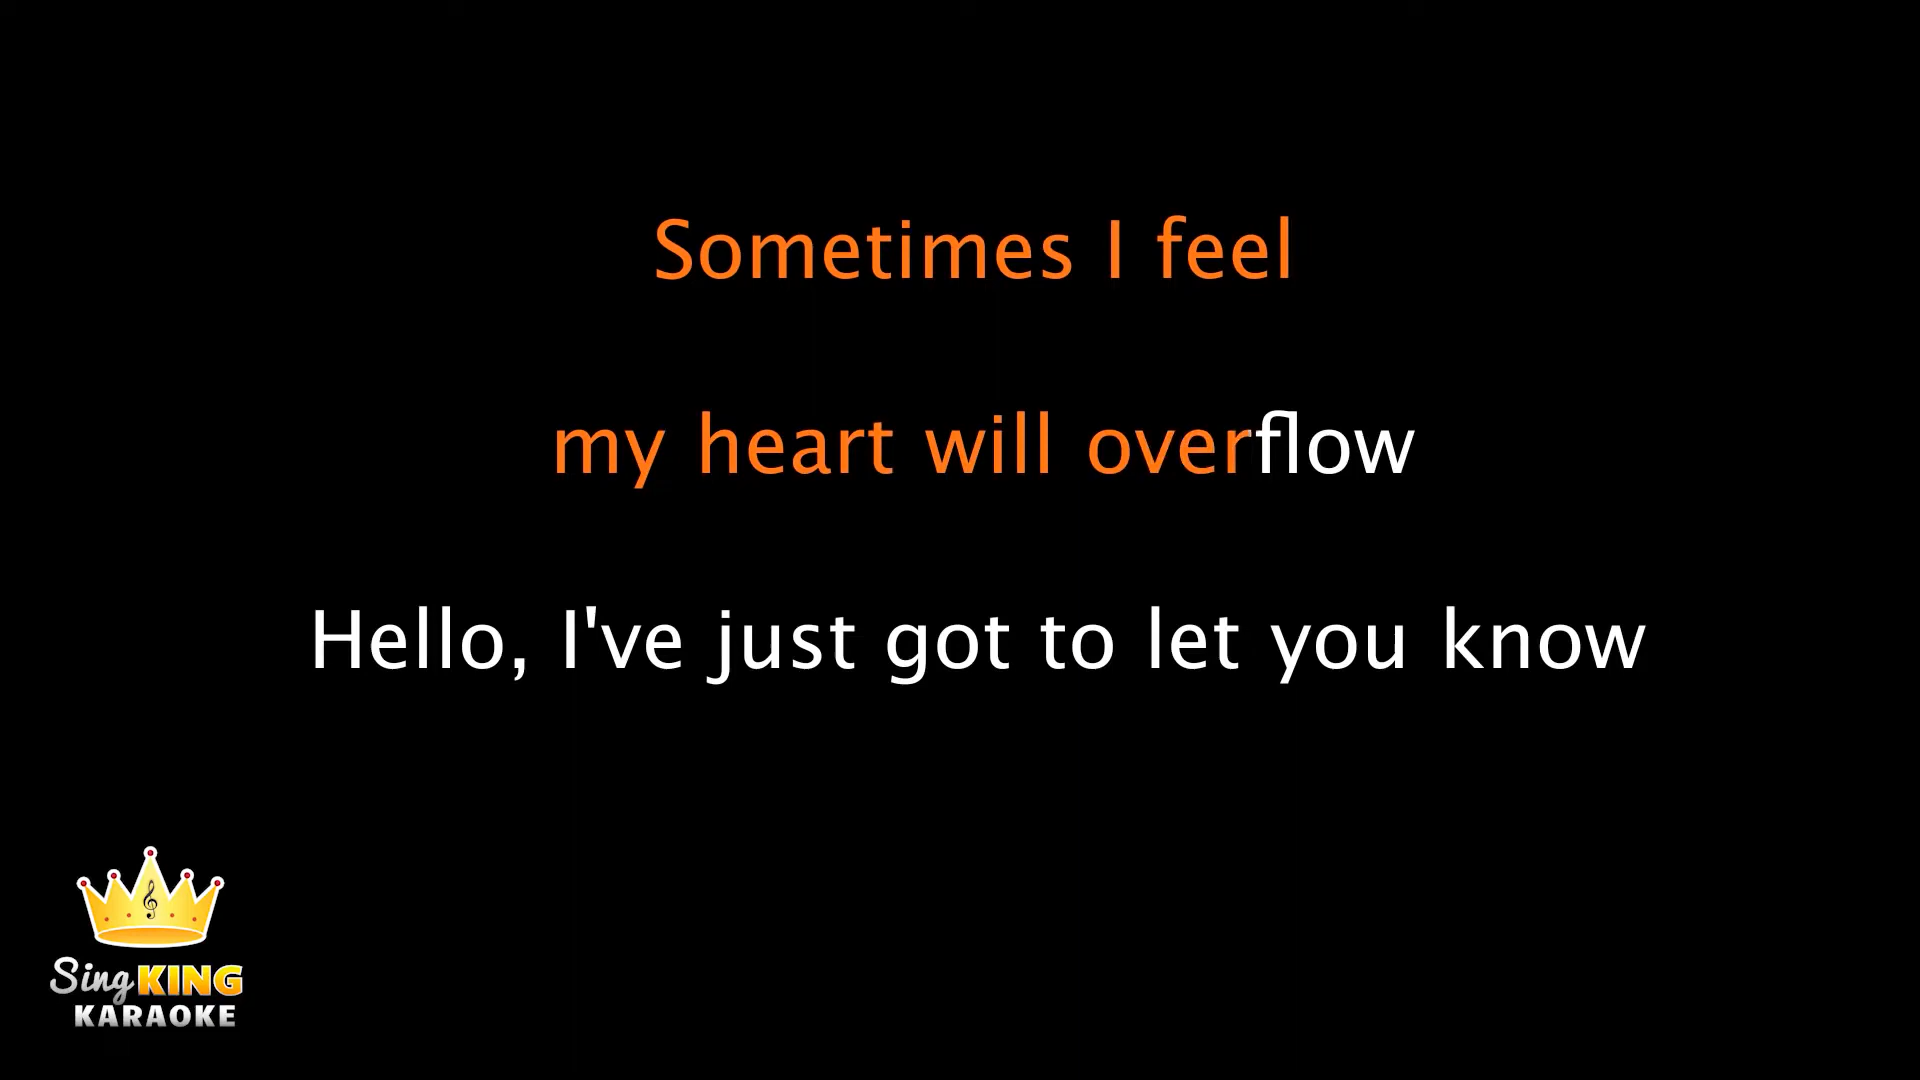 Sometimes I feel
my heart will overflow
Hello, I've just got to let you know
Sing KING
KARAOKE